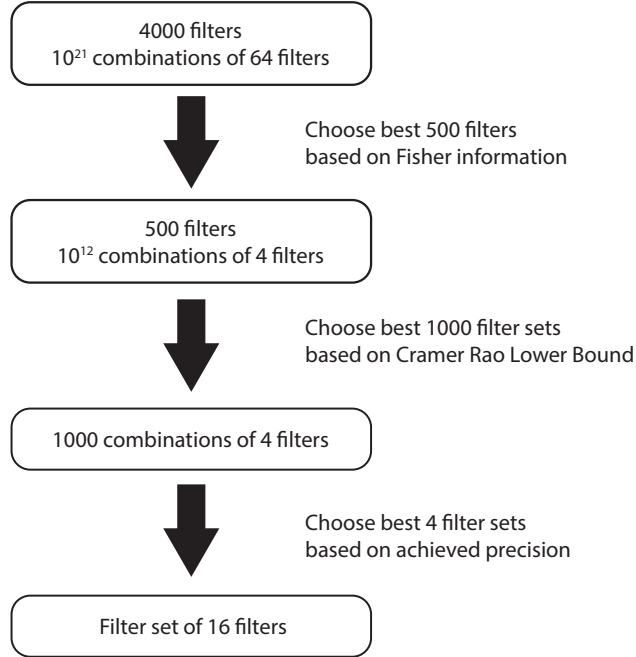 4000 filters
10²¹ combinations of 64 filters
Choose best 500 filters
based on Fisher information
500 filters
10¹² combinations of 4 filters
Choose best 1000 filter sets
based on Cramer Rao Lower Bound
1000 combinations of 4 filters
Choose best 4 filter sets
based on achieved precision
Filter set of 16 filters